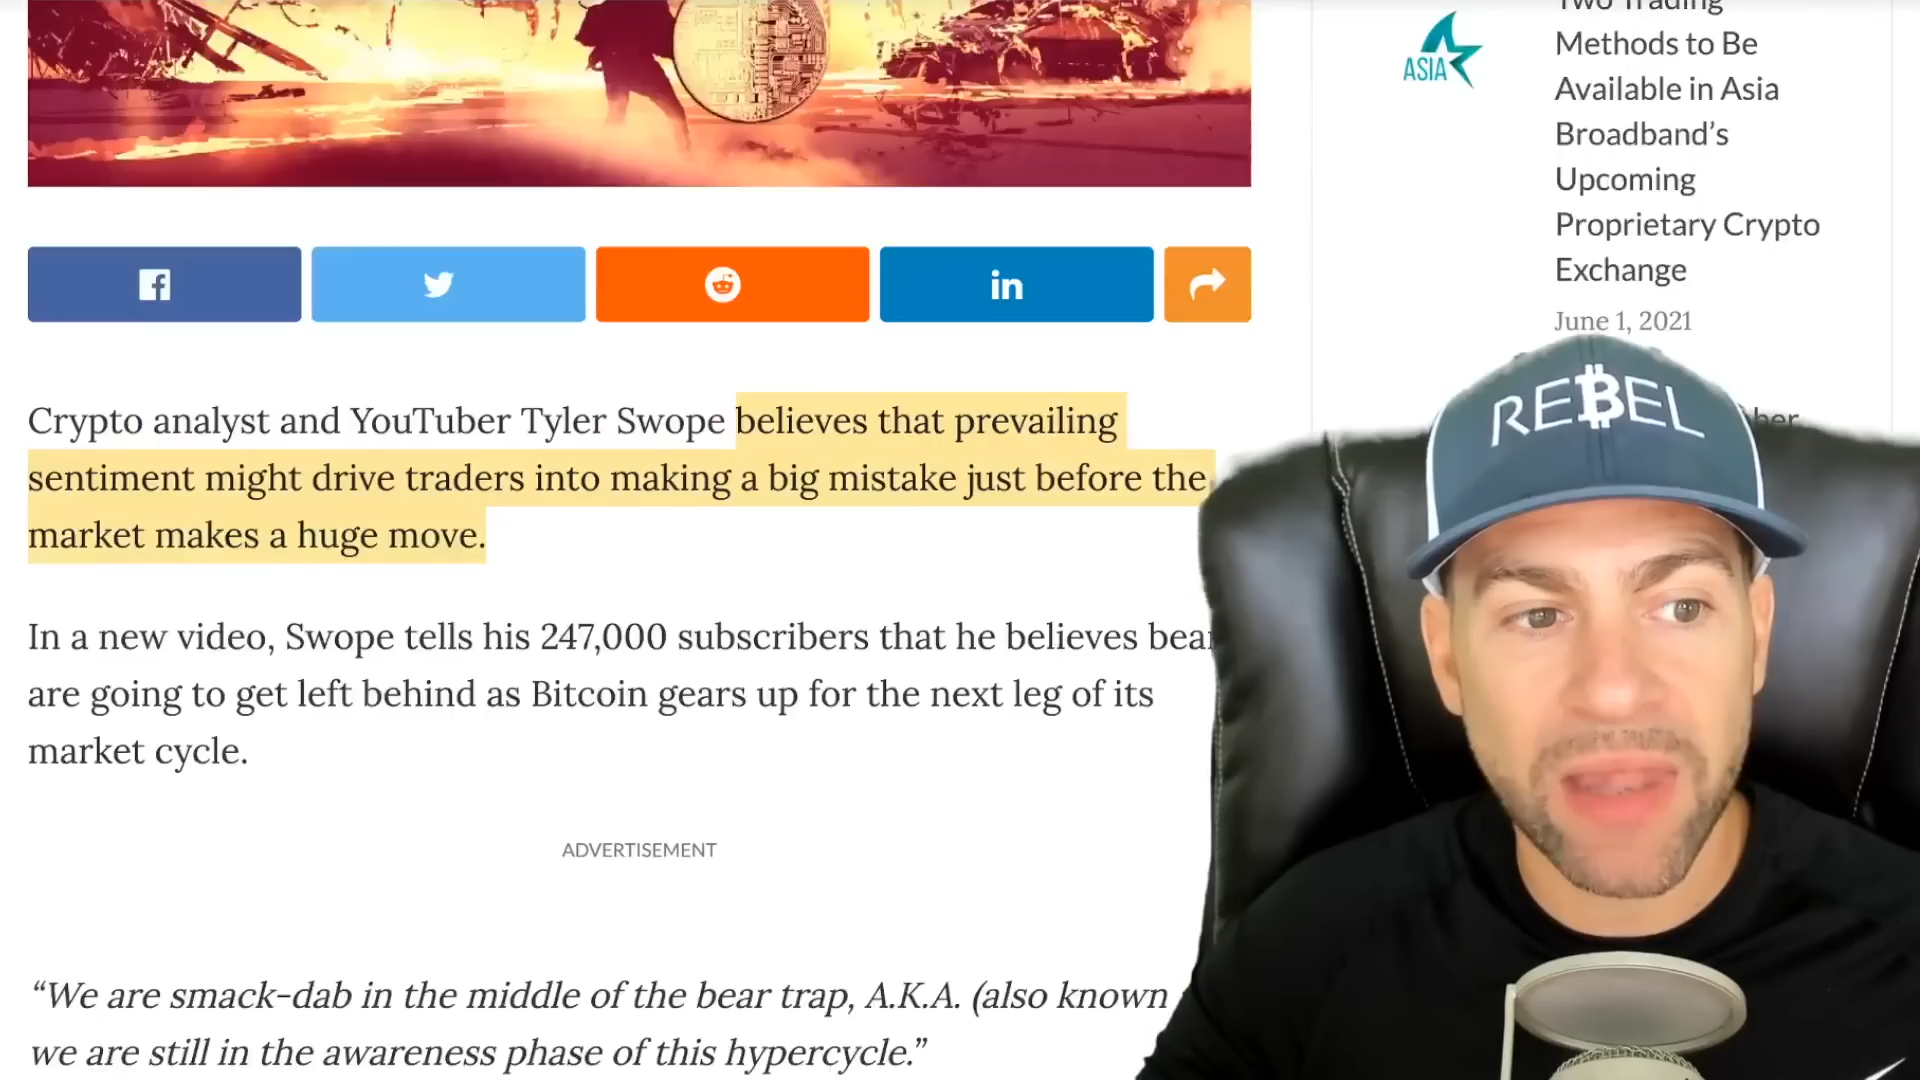 Crypto analyst and YouTuber Tyler Swope believes that prevailing
sentiment might drive traders into making a big mistake just before the
market makes a huge move.
In a new video, Swope tells his 247,000 subscribers that he believes
are going to get left behind as Bitcoin gears up for the next leg of its
market cycle.
ADVERTISEMENT
“We are smack-dab in the middle of the bear trap, A.K.A. (also known
we are still in the awareness phase of this hypercycle.”
ASIA
Two Trading
Methods to Be
Available in Asia
Broadband’s
Upcoming
Proprietary Crypto
Exchange
June 1, 2021
REBEL
in